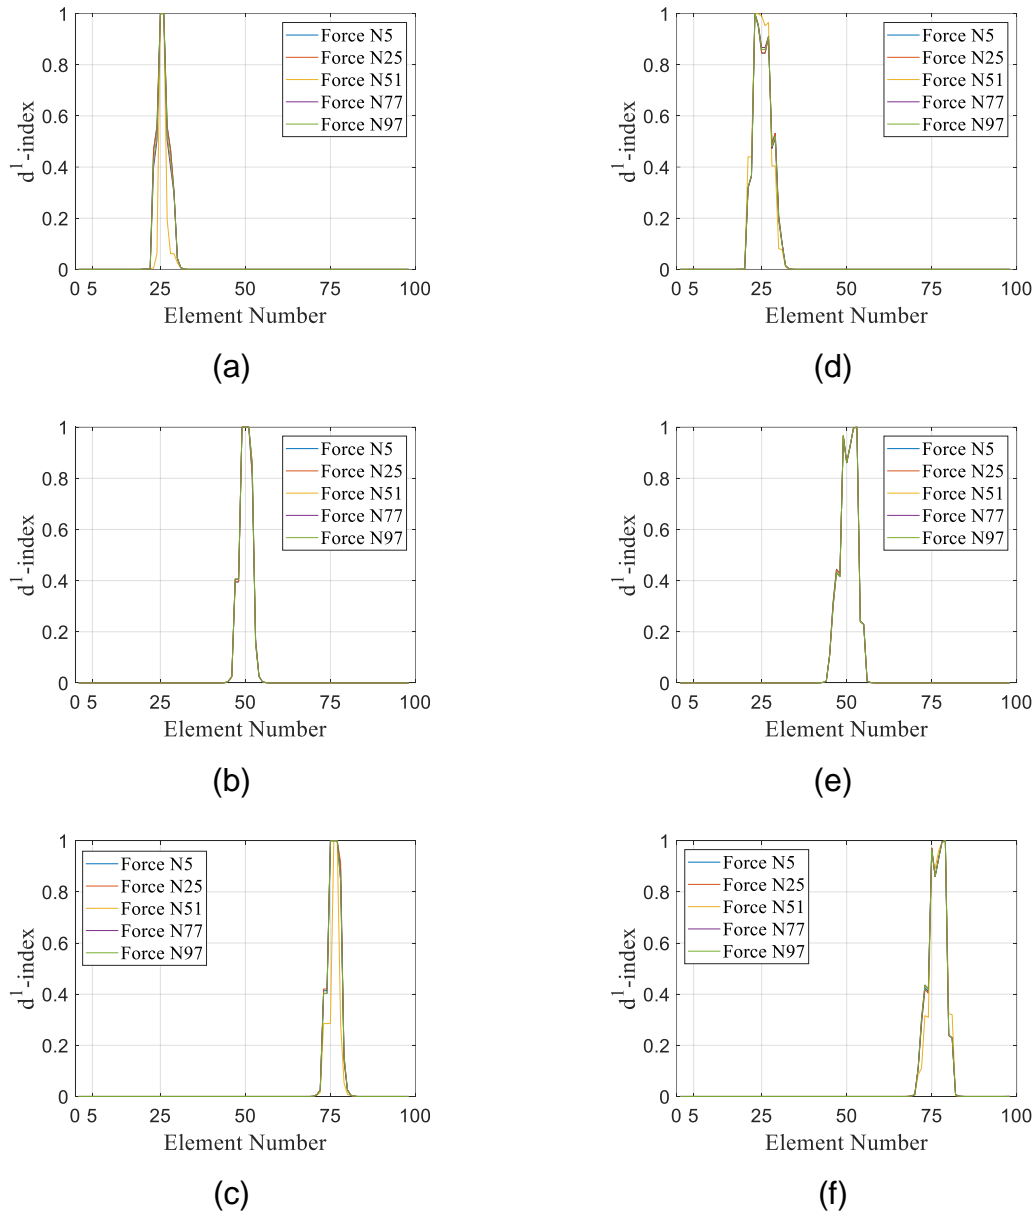 1
0.8
0.6
0.4
0.2
0
d¹-index
0 5 25 50 75 100
Element Number
Force N5
Force N25
Force N51
Force N77
Force N97
(a)
1
0.8
0.6
0.4
0.2
0
d¹-index
0 5 25 50 75 100
Element Number
Force N5
Force N25
Force N51
Force N77
Force N97
(d)
1
0.8
0.6
0.4
0.2
0
d¹-index
0 5 25 50 75 100
Element Number
Force N5
Force N25
Force N51
Force N77
Force N97
(b)
1
0.8
0.6
0.4
0.2
0
d¹-index
0 5 25 50 75 100
Element Number
Force N5
Force N25
Force N51
Force N77
Force N97
(e)
1
0.8
0.6
0.4
0.2
0
d¹-index
0 5 25 50 75 100
Element Number
Force N5
Force N25
Force N51
Force N77
Force N97
(c)
1
0.8
0.6
0.4
0.2
0
d¹-index
0 5 25 50 75 100
Element Number
Force N5
Force N25
Force N51
Force N77
Force N97
(f)